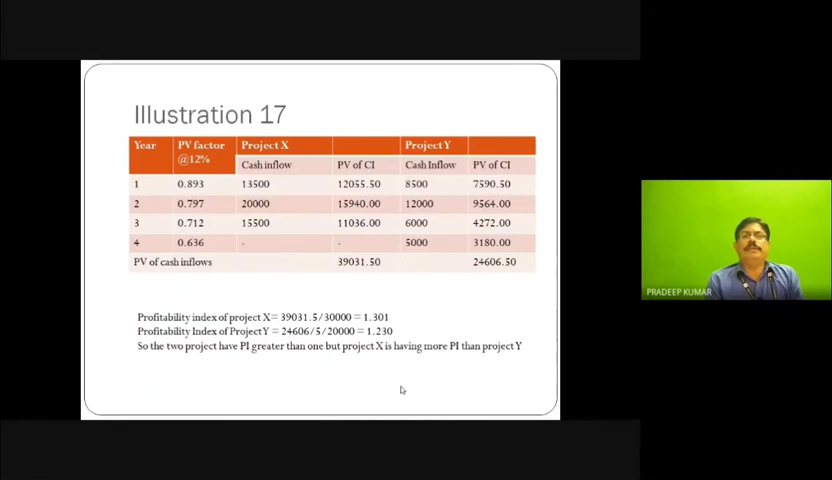 Illustration 17
Year PV factor @12% Project X Project Y
Cash inflow PV of CI Cash Inflow PV of CI
1 0.893 13500 12055.50 8500 7590.50
2 0.797 20000 15940.00 12000 9564.00
3 0.712 15500 11036.00 6000 4272.00
4 0.636 - - 5000 3180.00
PV of cash inflows 39031.50 24606.50
Profitability index of project X= 39031.5/30000 = 1.301
Profitability Index of Project Y = 24606/5/20000 = 1.230
So the two project have PI greater than one but project X is having more PI than project Y
PRADEEP KUMAR